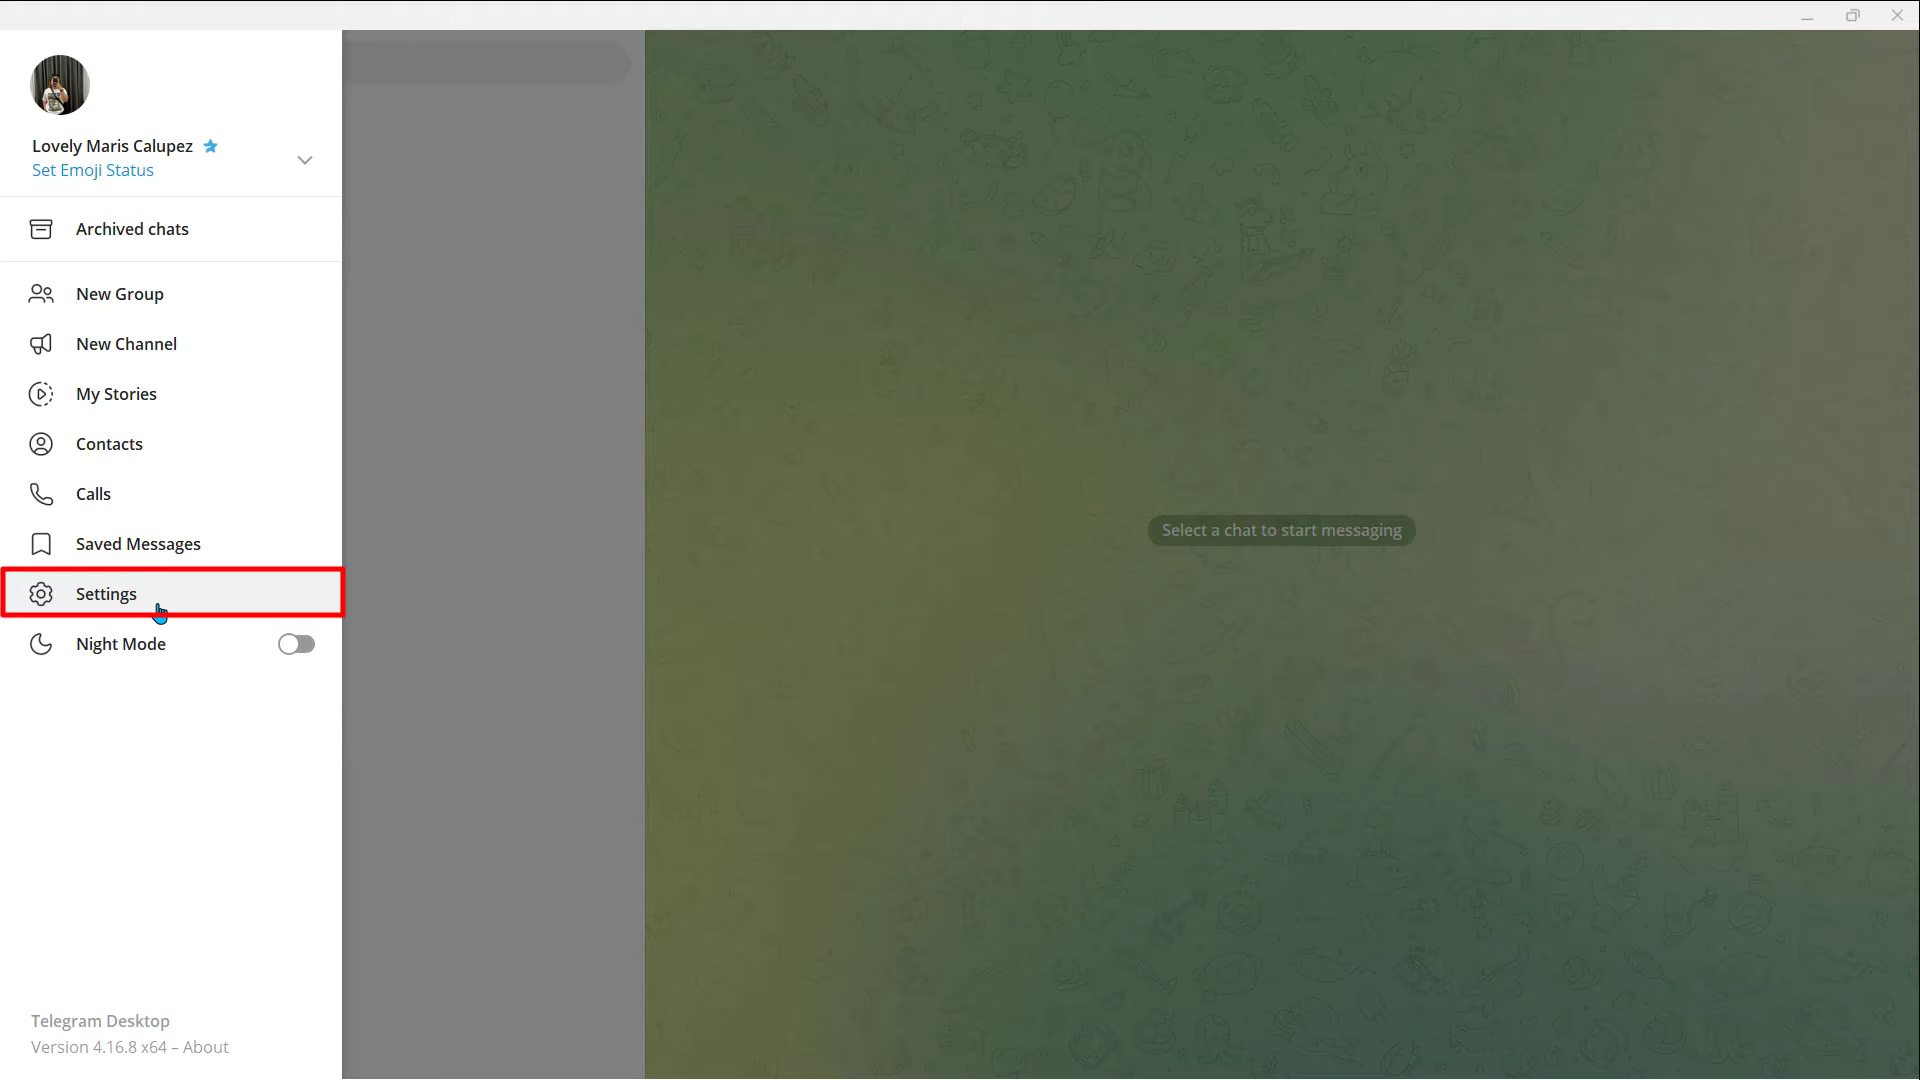 Lovely Maris Calupez
Set Emoji Status
Archived chats
New Group
New Channel
My Stories
Contacts
Calls
Saved Messages
Settings
Night Mode
Select a chat to start messaging
Telegram Desktop
Version 4.16.8 x64 – About